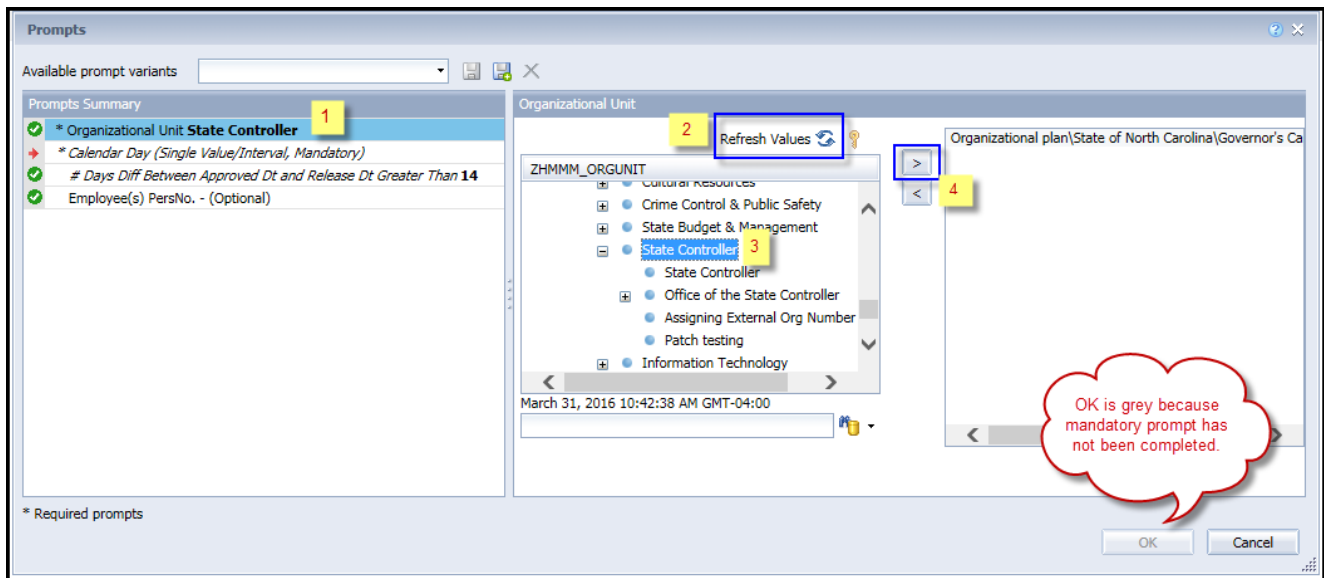 Prompts
Available prompt variants
Prompts Summary
1
* Organizational Unit State Controller
* Calendar Day (Single Value/Interval, Mandatory)
# Days Diff Between Approved Dt and Release Dt Greater Than 14
Employee(s) PersNo. - (Optional)
Organizational Unit
2
Refresh Values
ZHMMM_ORGUNIT
Cultural Resources
Crime Control & Public Safety
State Budget & Management
State Controller
3
State Controller
Office of the State Controller
Assigning External Org Number
Patch testing
Information Technology
March 31, 2016 10:42:38 AM GMT-04:00
>
<
4
Organizational plan\State of North Carolina\Governor's Ca
OK is grey because
mandatory prompt has
not been completed.
* Required prompts
OK
Cancel